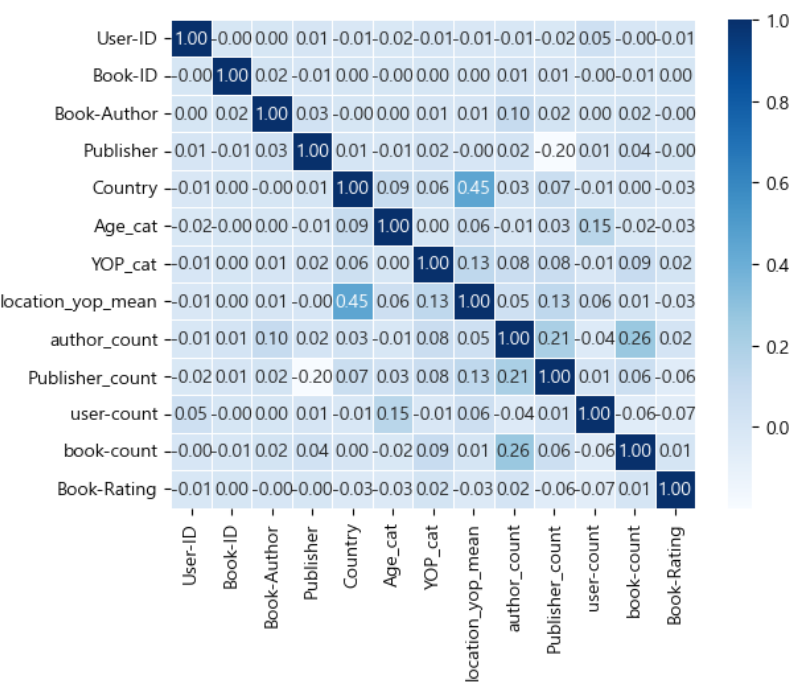 User-ID 1.00 -0.00 0.00 0.01 -0.01 -0.02 -0.01 -0.01 -0.01 -0.02 0.05 -0.00 -0.01
Book-ID -0.00 1.00 0.02 -0.01 0.00 -0.00 0.00 0.00 0.01 0.01 -0.00 -0.01 0.00
Book-Author 0.00 0.02 1.00 0.03 -0.00 0.00 0.01 0.01 0.10 0.02 0.00 0.02 -0.00
Publisher 0.01 -0.01 0.03 1.00 0.01 -0.01 0.02 -0.00 0.02 -0.20 0.01 0.04 -0.00
Country -0.01 0.00 -0.00 0.01 1.00 0.09 0.06 0.45 0.03 0.07 -0.01 0.00 -0.03
Age_cat -0.02 -0.00 0.00 -0.01 0.09 1.00 0.00 0.06 -0.01 0.03 0.15 -0.02 -0.03
YOP_cat -0.01 0.00 0.01 0.02 0.06 0.00 1.00 0.13 0.08 0.08 -0.01 0.09 0.02
location_yop_mean -0.01 0.00 0.01 -0.00 0.45 0.06 0.13 1.00 0.05 0.13 0.06 0.01 -0.03
author_count -0.01 0.01 0.10 0.02 0.03 -0.01 0.08 0.05 1.00 0.21 -0.04 0.26 0.02
Publisher_count -0.02 0.01 0.02 -0.20 0.07 0.03 0.08 0.13 0.21 1.00 0.01 0.06 -0.06
user-count 0.05 -0.00 0.00 0.01 -0.01 0.15 -0.01 0.06 -0.04 0.01 1.00 -0.06 -0.07
book-count -0.00 -0.01 0.02 0.04 0.00 -0.02 0.09 0.01 0.26 0.06 -0.06 1.00 0.01
Book-Rating -0.01 0.00 -0.00 -0.00 -0.03 -0.03 0.02 -0.03 0.02 -0.06 -0.07 0.01 1.00
User-ID
Book-ID
Book-Author
Publisher
Country
Age_cat
YOP_cat
location_yop_mean
author_count
Publisher_count
user-count
book-count
Book-Rating
1.0
0.8
0.6
0.4
0.2
0.0